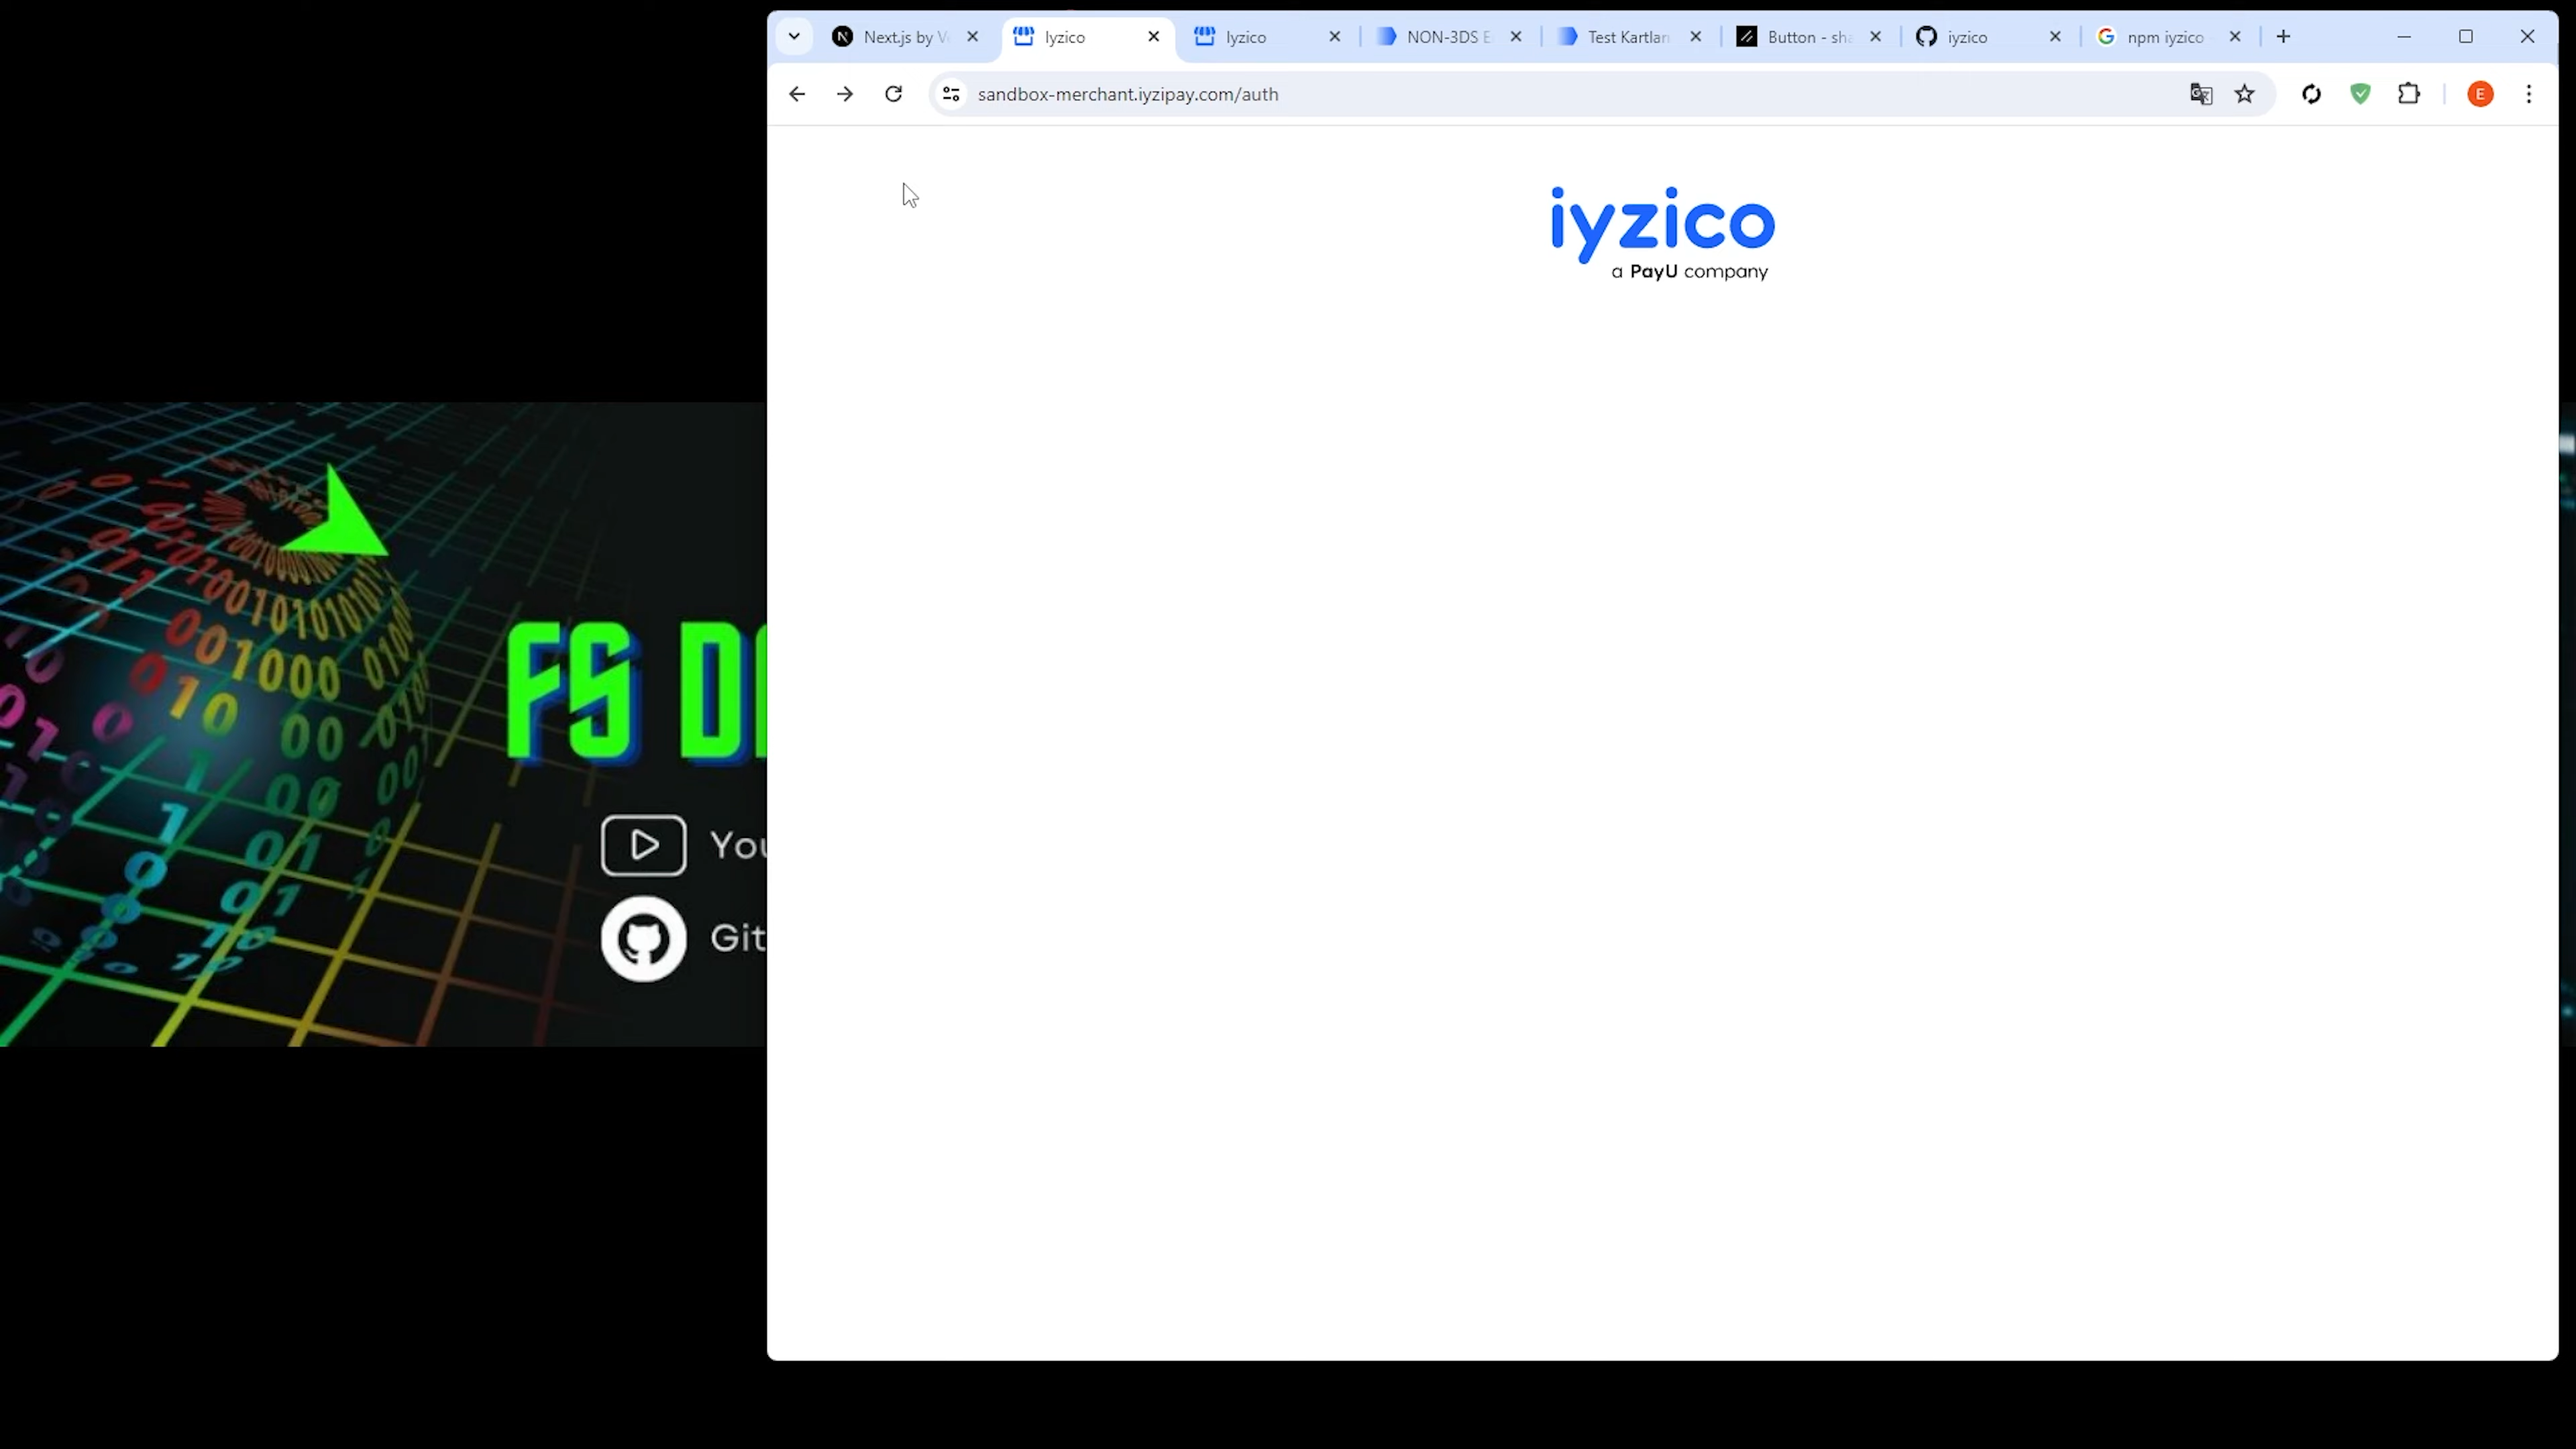 Next.js by V
Iyzico
Iyzico
NON-3DS E
Test Kartlar
Button - sha
iyzico
npm iyzico
sandbox-merchant.iyzipay.com/auth
E
iyzico
a PayU company
FS D
You
Git